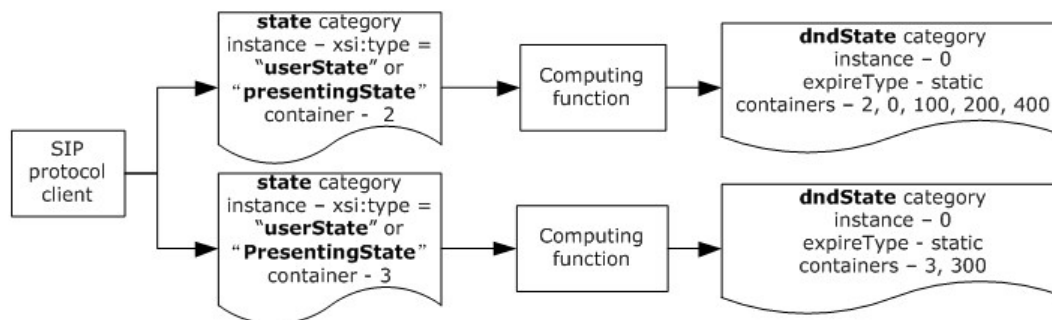 state category
instance – xsi:type =
“userState” or
“presentingState”
container - 2
Computing
function
dndState category
instance – 0
expireType - static
containers – 2, 0, 100, 200, 400
SIP
protocol
client
state category
instance – xsi:type =
“userState” or
“PresentingState”
container - 3
Computing
function
dndState category
instance – 0
expireType - static
containers – 3, 300